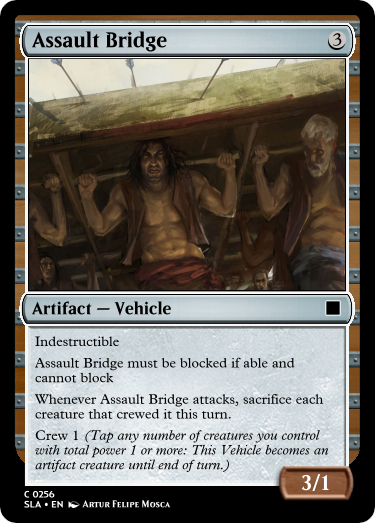 Assault Bridge 3
Artifact — Vehicle
Indestructible
Assault Bridge must be blocked if able and
cannot block
Whenever Assault Bridge attacks, sacrifice each
creature that crewed it this turn.
Crew 1 (Tap any number of creatures you control
with total power 1 or more: This Vehicle becomes an
artifact creature until end of turn.)
3/1
C 0256
SLA • EN Artur Felipe Mosca